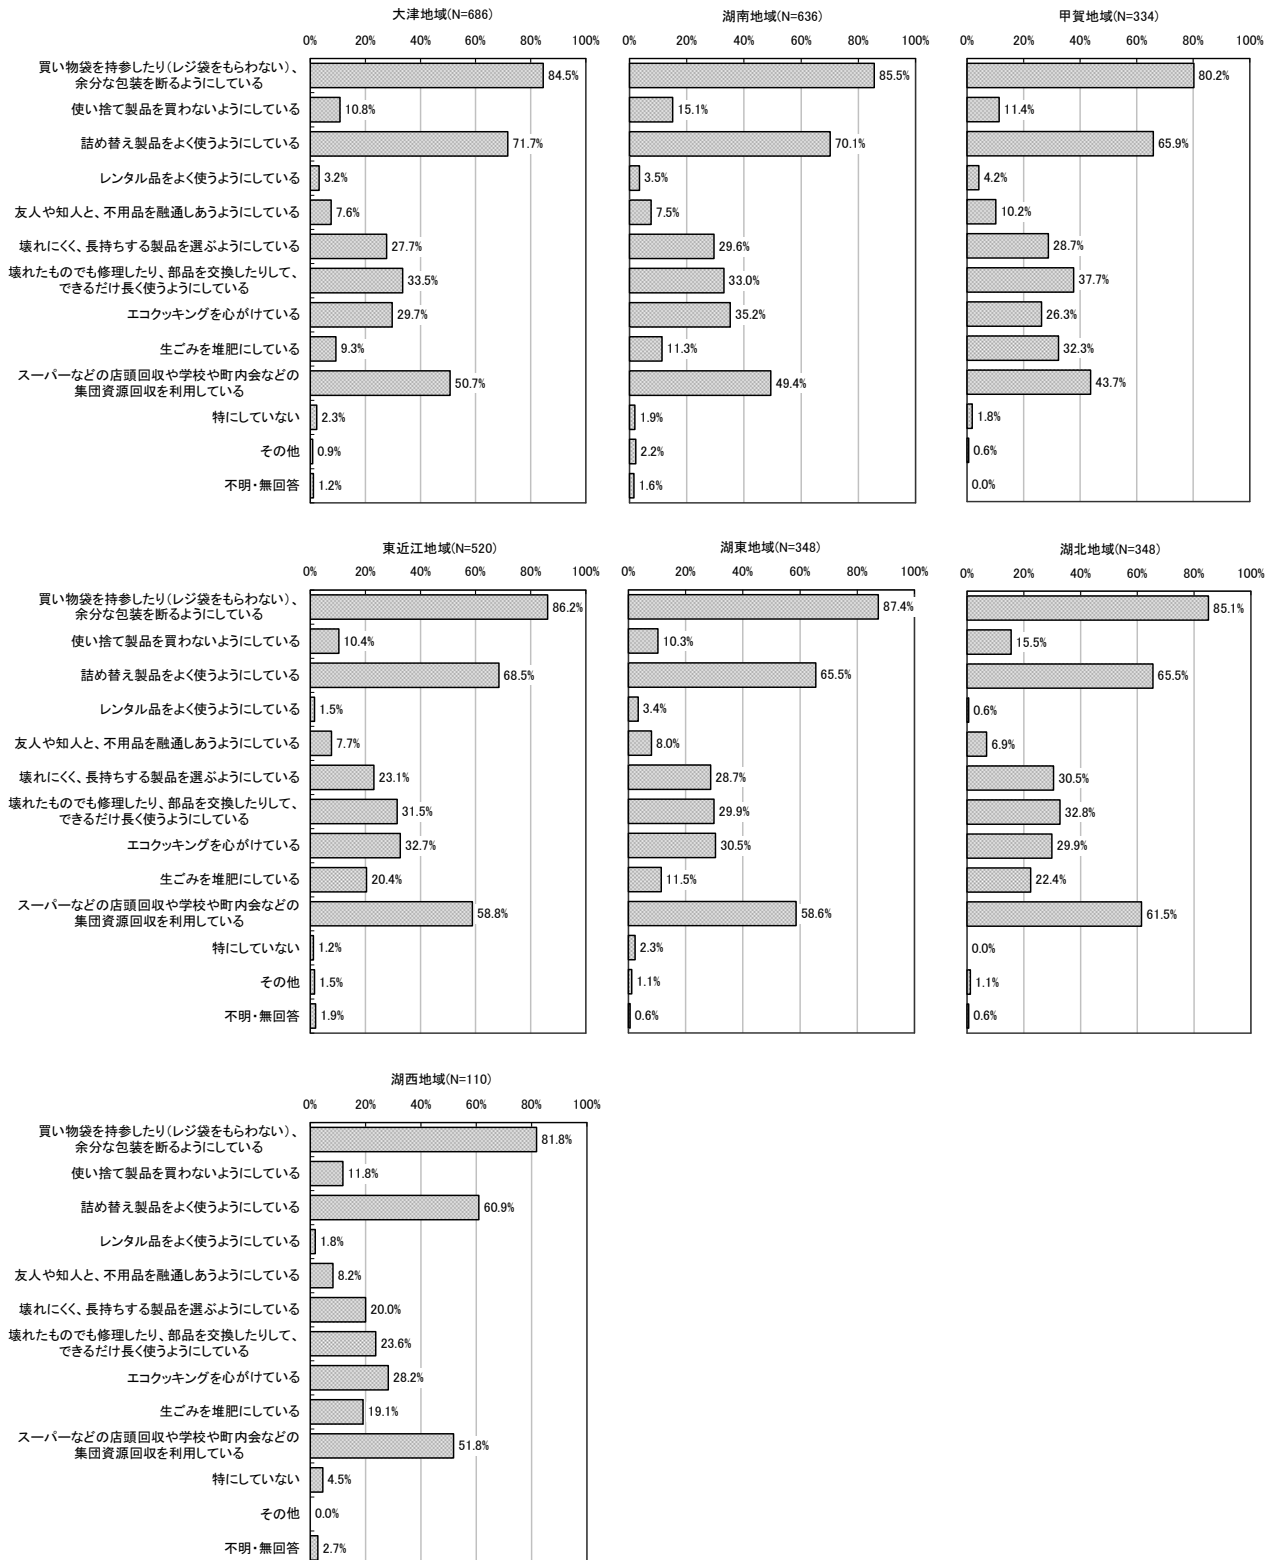 大津地域(N=686)
0% 20% 40% 60% 80% 100%
買い物袋を持参したり(レジ袋をもらわない)、
余分な包装を断るようにしている
84.5%
使い捨て製品を買わないようにしている
10.8%
詰め替え製品をよく使うようにしている
71.7%
レンタル品をよく使うようにしている
3.2%
友人や知人と、不用品を融通しあうようにしている
7.6%
壊れにくく、長持ちする製品を選ぶようにしている
27.7%
壊れたものでも修理したり、部品を交換したりして、
できるだけ長く使うようにしている
33.5%
エコクッキングを心がけている
29.7%
生ごみを堆肥にしている
9.3%
スーパーなどの店頭回収や学校や町内会などの
集団資源回収を利用している
50.7%
特にしていない
2.3%
その他
0.9%
不明・無回答
1.2%
湖南地域(N=636)
0% 20% 40% 60% 80% 100%
85.5%
15.1%
70.1%
3.5%
7.5%
29.6%
33.0%
35.2%
11.3%
49.4%
1.9%
2.2%
1.6%
甲賀地域(N=334)
0% 20% 40% 60% 80% 100%
80.2%
11.4%
65.9%
4.2%
10.2%
28.7%
37.7%
26.3%
32.3%
43.7%
1.8%
0.6%
0.0%
東近江地域(N=520)
0% 20% 40% 60% 80% 100%
買い物袋を持参したり(レジ袋をもらわない)、
余分な包装を断るようにしている
86.2%
使い捨て製品を買わないようにしている
10.4%
詰め替え製品をよく使うようにしている
68.5%
レンタル品をよく使うようにしている
1.5%
友人や知人と、不用品を融通しあうようにしている
7.7%
壊れにくく、長持ちする製品を選ぶようにしている
23.1%
壊れたものでも修理したり、部品を交換したりして、
できるだけ長く使うようにしている
31.5%
エコクッキングを心がけている
32.7%
生ごみを堆肥にしている
20.4%
スーパーなどの店頭回収や学校や町内会などの
集団資源回収を利用している
58.8%
特にしていない
1.2%
その他
1.5%
不明・無回答
1.9%
湖東地域(N=348)
0% 20% 40% 60% 80% 100%
87.4%
10.3%
65.5%
3.4%
8.0%
28.7%
29.9%
30.5%
11.5%
58.6%
2.3%
1.1%
0.6%
湖北地域(N=348)
0% 20% 40% 60% 80% 100%
85.1%
15.5%
65.5%
0.6%
6.9%
30.5%
32.8%
29.9%
22.4%
61.5%
0.0%
1.1%
0.6%
湖西地域(N=110)
0% 20% 40% 60% 80% 100%
買い物袋を持参したり(レジ袋をもらわない)、
余分な包装を断るようにしている
81.8%
使い捨て製品を買わないようにしている
11.8%
詰め替え製品をよく使うようにしている
60.9%
レンタル品をよく使うようにしている
1.8%
友人や知人と、不用品を融通しあうようにしている
8.2%
壊れにくく、長持ちする製品を選ぶようにしている
20.0%
壊れたものでも修理したり、部品を交換したりして、
できるだけ長く使うようにしている
23.6%
エコクッキングを心がけている
28.2%
生ごみを堆肥にしている
19.1%
スーパーなどの店頭回収や学校や町内会などの
集団資源回収を利用している
51.8%
特にしていない
4.5%
その他
0.0%
不明・無回答
2.7%